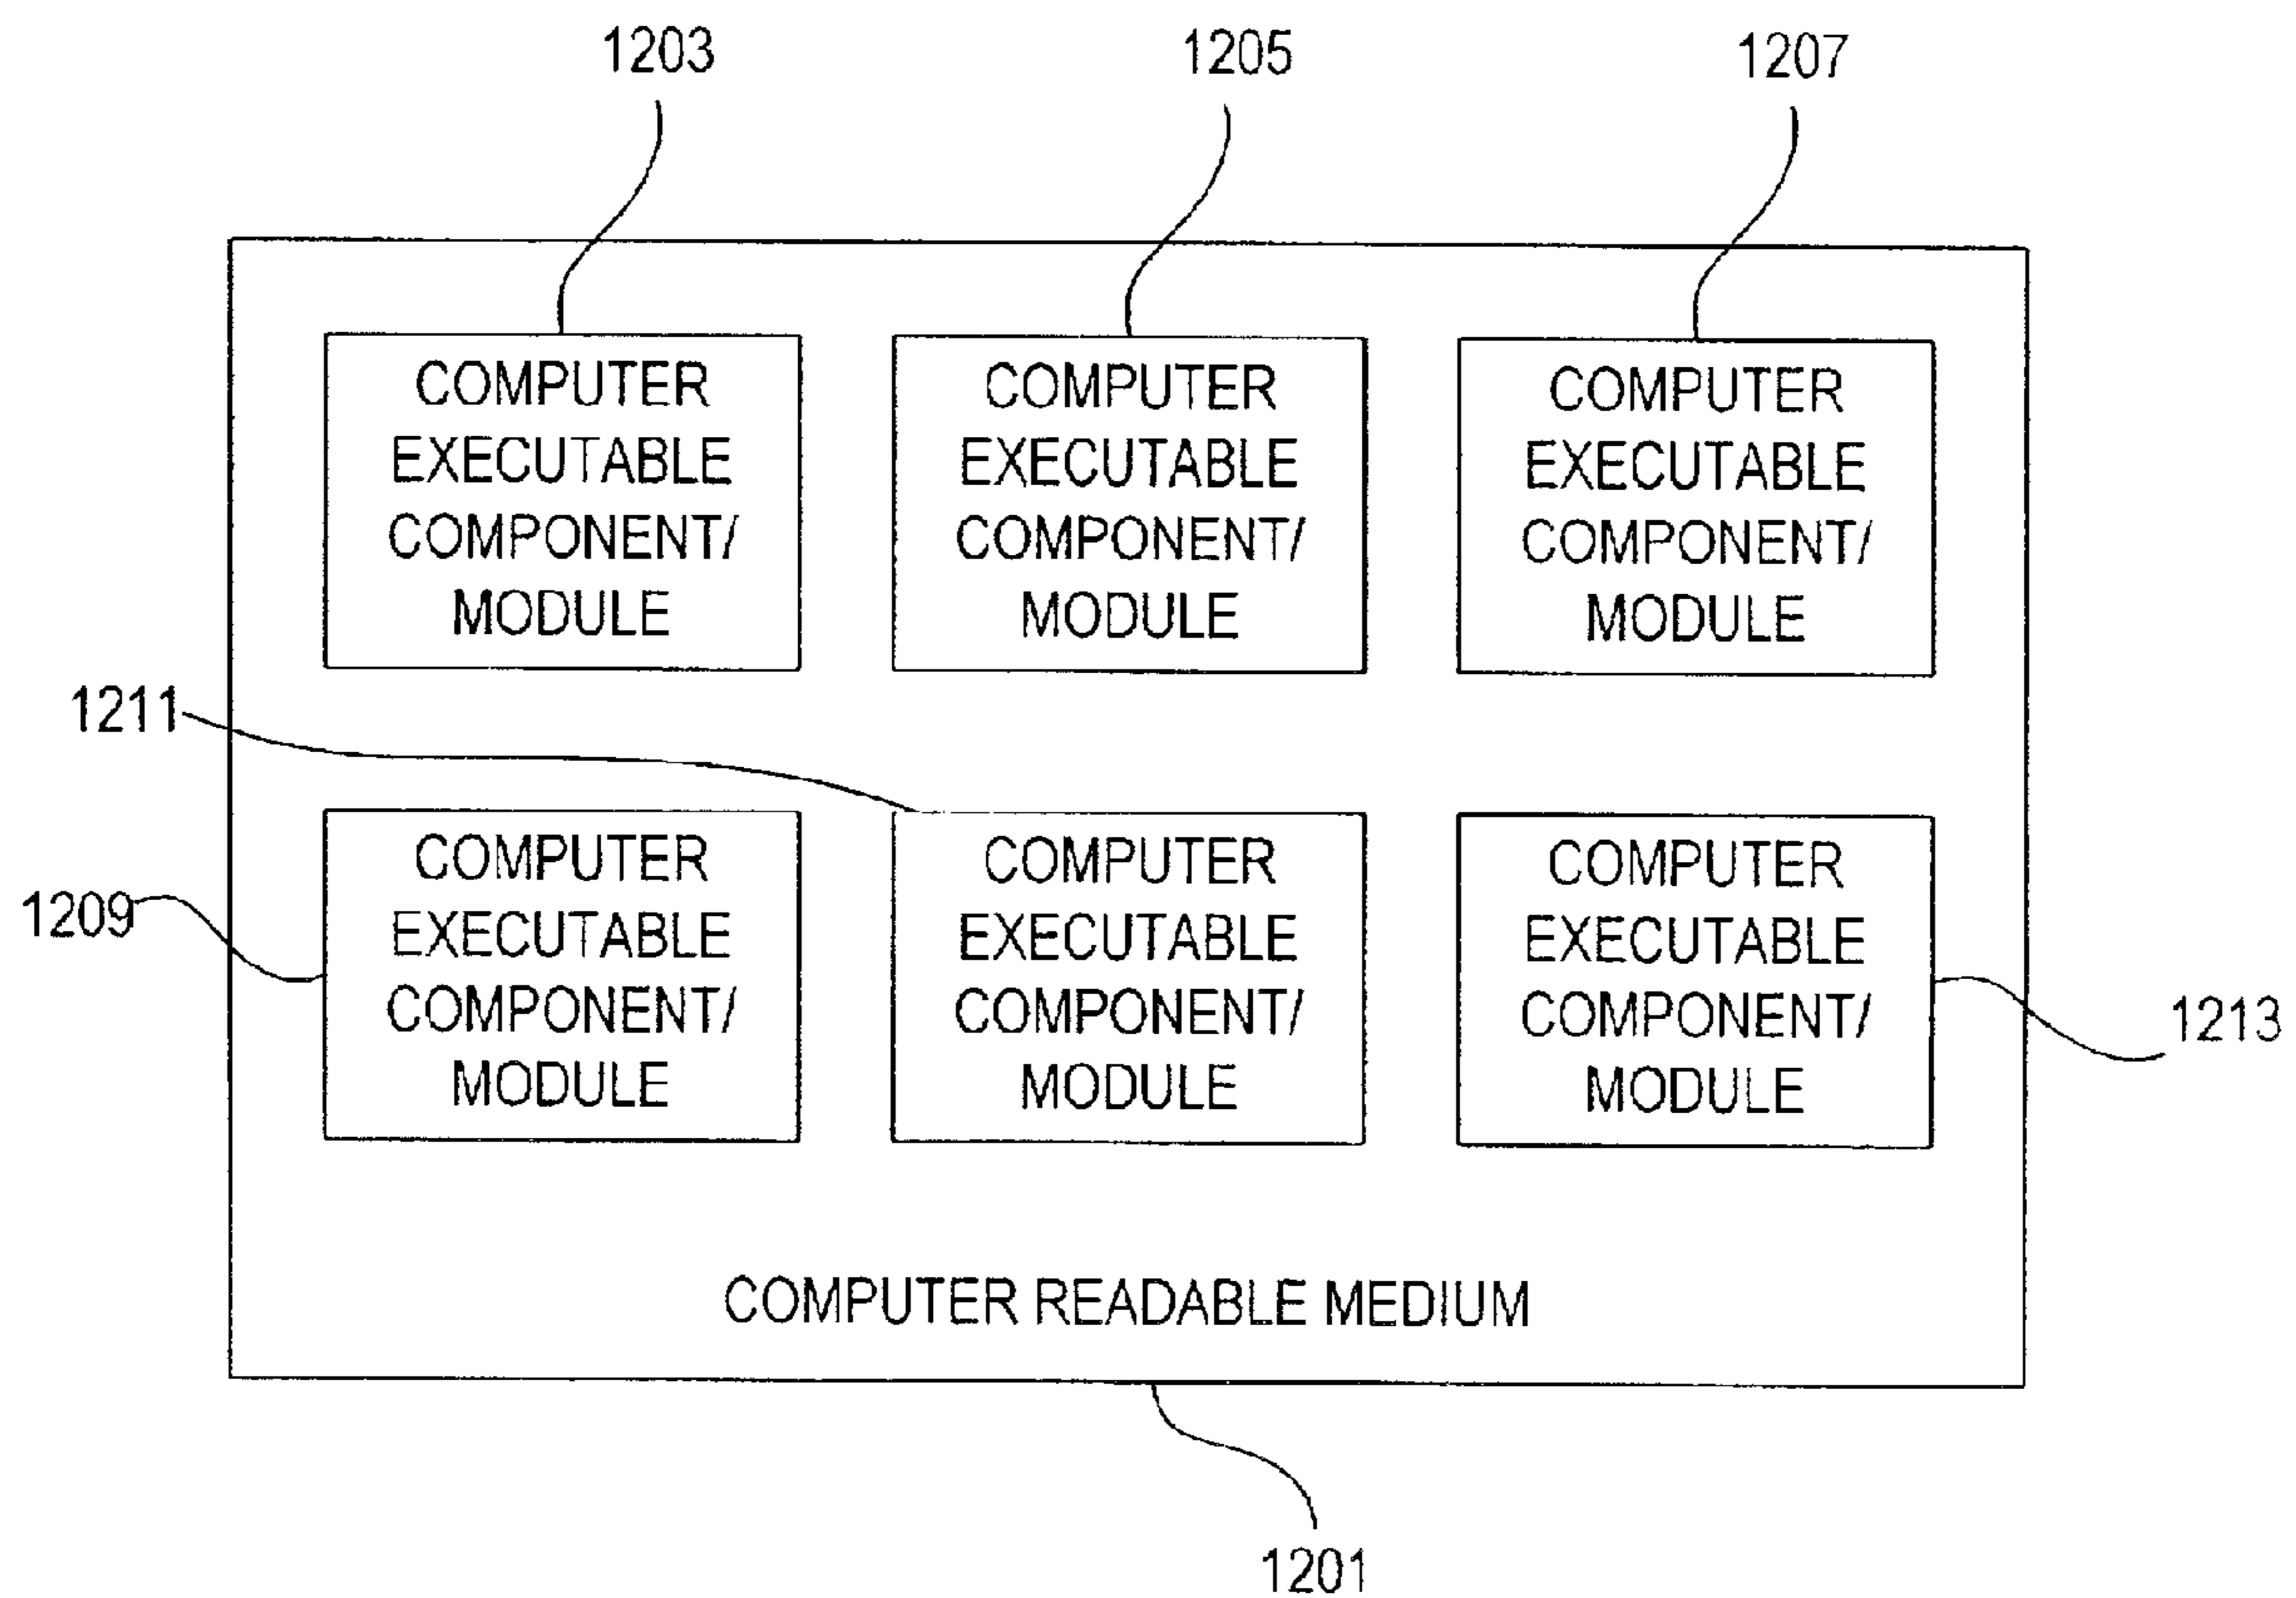 1203
1205
1207
COMPUTER
EXECUTABLE
COMPONENT/
MODULE
COMPUTER
EXECUTABLE
COMPONENT/
MODULE
COMPUTER
EXECUTABLE
COMPONENT/
MODULE
1211
1209
COMPUTER
EXECUTABLE
COMPONENT/
MODULE
COMPUTER
EXECUTABLE
COMPONENT/
MODULE
COMPUTER
EXECUTABLE
COMPONENT/
MODULE
1213
COMPUTER READABLE MEDIUM
1201